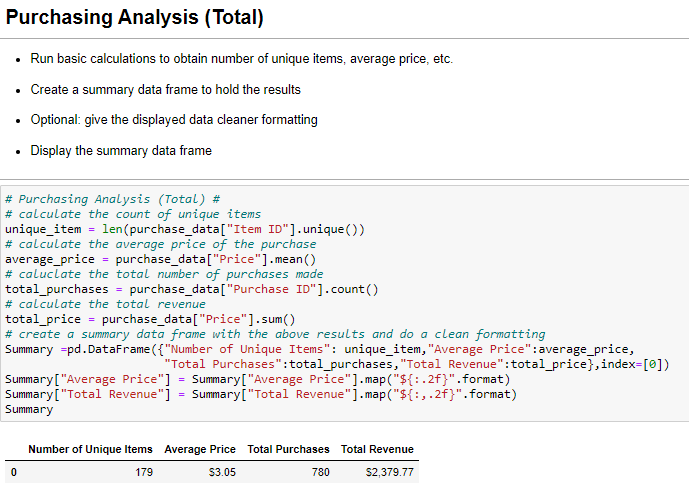 Purchasing Analysis (Total)
• Run basic calculations to obtain number of unique items, average price, etc.
• Create a summary data frame to hold the results
• Optional: give the displayed data cleaner formatting
• Display the summary data frame
# Purchasing Analysis (Total) #
# calculate the count of unique items
unique_item = len(purchase_data["Item ID"].unique())
# calculate the average price of the purchase
average_price = purchase_data["Price"].mean()
# caluclate the total number of purchases made
total_purchases = purchase_data["Purchase ID"].count()
# calculate the total revenue
total_price = purchase_data["Price"].sum()
# create a summary data frame with the above results and do a clean formatting
Summary =pd.DataFrame({"Number of Unique Items": unique_item,"Average Price":average_price,
"Total Purchases":total_purchases,"Total Revenue":total_price},index=[0])
Summary["Average Price"] = Summary["Average Price"].map("${:.2f}".format)
Summary["Total Revenue"] = Summary["Total Revenue"].map("${:,.2f}".format)
Summary
Number of Unique Items Average Price Total Purchases Total Revenue
0 179 $3.05 780 $2,379.77